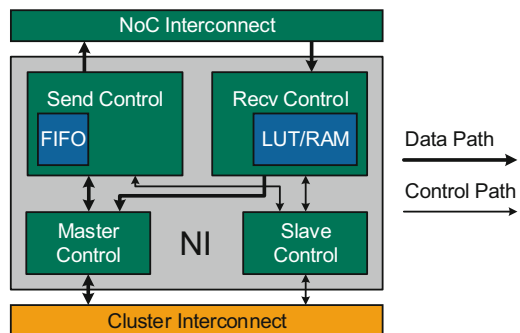 NoC Interconnect
Send Control
Recv Control
FIFO
LUT/RAM
Data Path
Control Path
Master
Control
NI
Slave
Control
Cluster Interconnect